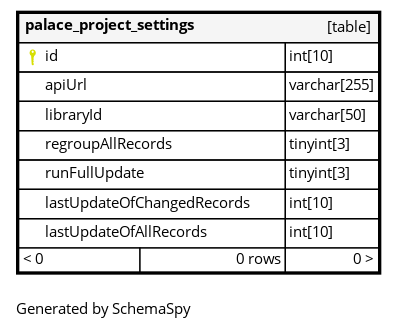 palace_project_settings [table]
id int[10]
apiUrl varchar[255]
libraryId varchar[50]
regroupAllRecords tinyint[3]
runFullUpdate tinyint[3]
lastUpdateOfChangedRecords int[10]
lastUpdateOfAllRecords int[10]
< 0 0 rows 0 >
Generated by SchemaSpy